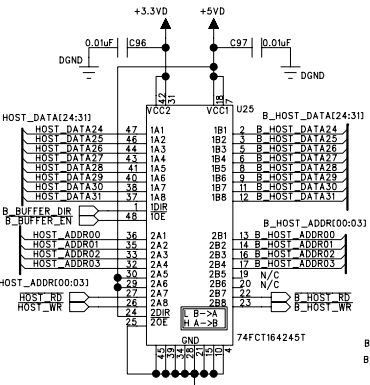 +3.3VD +5VD
0.01uF C96 C97 0.01uF
DGND DGND
42 31 18 7
VCC2 VCC1 U25
HOST_DATA[24:31] B_HOST_DATA[24:31]
HOST_DATA24 47 1A1 1B1 2 B_HOST_DATA24
HOST_DATA25 46 1A2 1B2 3 B_HOST_DATA25
HOST_DATA26 44 1A3 1B3 5 B_HOST_DATA26
HOST_DATA27 43 1A4 1B4 6 B_HOST_DATA27
HOST_DATA28 41 1A5 1B5 8 B_HOST_DATA28
HOST_DATA29 40 1A6 1B6 9 B_HOST_DATA29
HOST_DATA30 38 1A7 1B7 11 B_HOST_DATA30
HOST_DATA31 37 1A8 1B8 12 B_HOST_DATA31
B_BUFFER_DIR 1 1DIR
B_BUFFER_EN 48 1OE
B_HOST_ADDR[00:03]
HOST_ADDR00 36 2A1 2B1 13 B_HOST_ADDR00
HOST_ADDR01 35 2A2 2B2 14 B_HOST_ADDR01
HOST_ADDR02 33 2A3 2B3 16 B_HOST_ADDR02
HOST_ADDR03 32 2A4 2B4 17 B_HOST_ADDR03
HOST_ADDR[00:03] 30 2A5 2B5 19 N/C
29 2A6 2B6 20 N/C
HOST_RD 27 2A7 2B7 22 B_HOST_RD
HOST_WR 26 2A8 2B8 23 B_HOST_WR
24 2DIR L B->A
25 2OE H A->B
74FCT164245T
GND
45 39 34 28 21 15 10 4
B
B